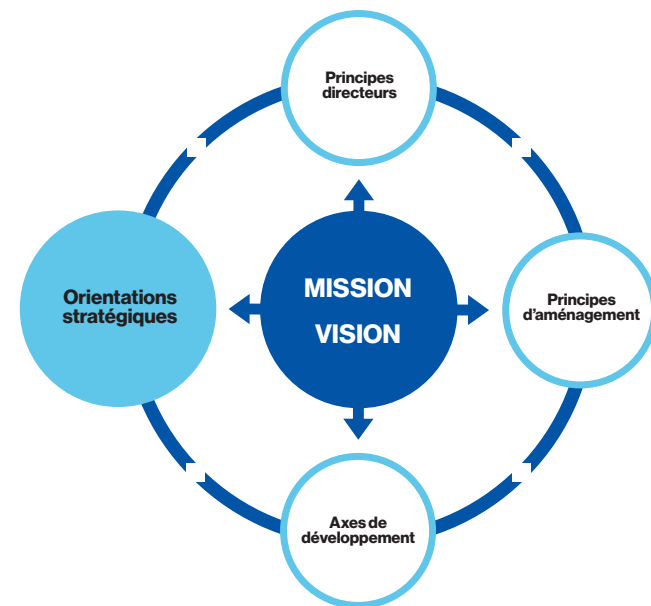 Principes
directeurs
Orientations
stratégiques
MISSION
VISION
Principes
d'aménagement
Axes de
développement